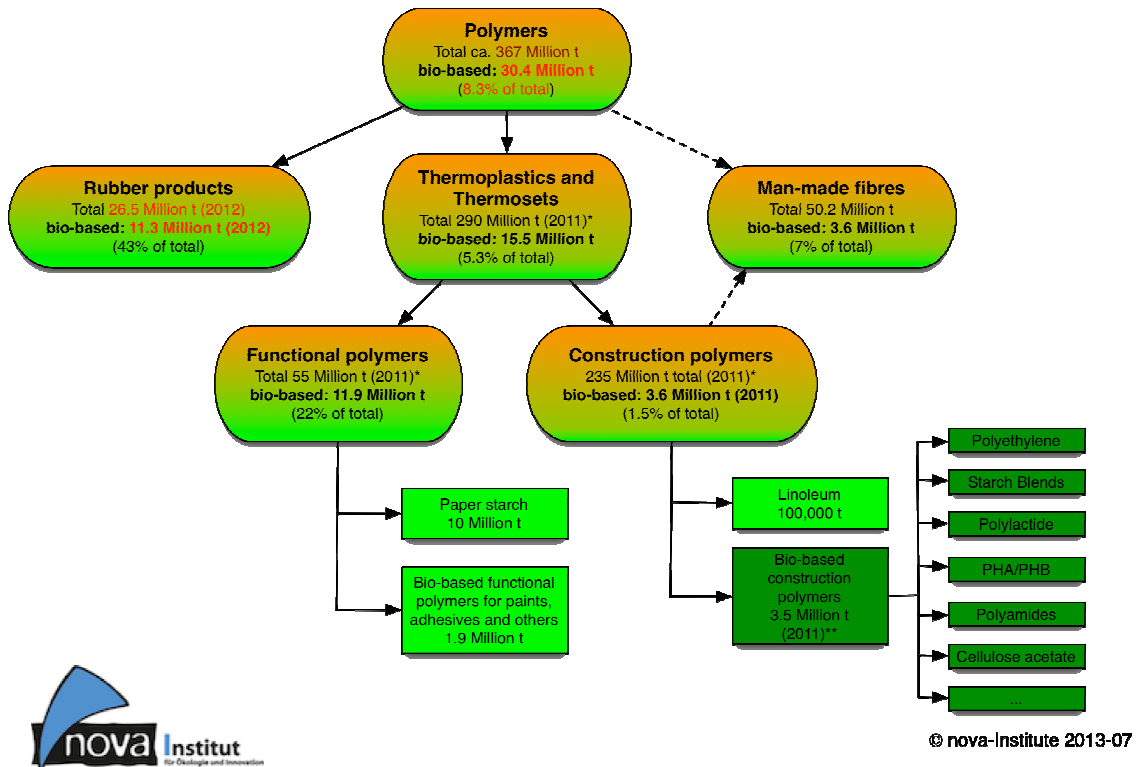 Polymers
Total ca. 367 Million t
bio-based: 30.4 Million t
(8.3% of total)
Rubber products
Total 26.5 Million t (2012)
bio-based: 11.3 Million t (2012)
(43% of total)
Thermoplastics and
Thermosets
Total 290 Million t (2011)*
bio-based: 15.5 Million t
(5.3% of total)
Man-made fibres
Total 50.2 Million t
bio-based: 3.6 Million t
(7% of total)
Functional polymers
Total 55 Million t (2011)*
bio-based: 11.9 Million t
(22% of total)
Construction polymers
235 Million t total (2011)*
bio-based: 3.6 Million t (2011)
(1.5% of total)
Paper starch
10 Million t
Bio-based functional
polymers for paints,
adhesives and others
1.9 Million t
Linoleum
100,000 t
Bio-based
construction
polymers
3.5 Million t
(2011)**
Polyethylene
Starch Blends
Polylactide
PHA/PHB
Polyamides
Cellulose acetate
...
nova Institut
für Ökologie und Innovation
© nova-Institute 2013-07